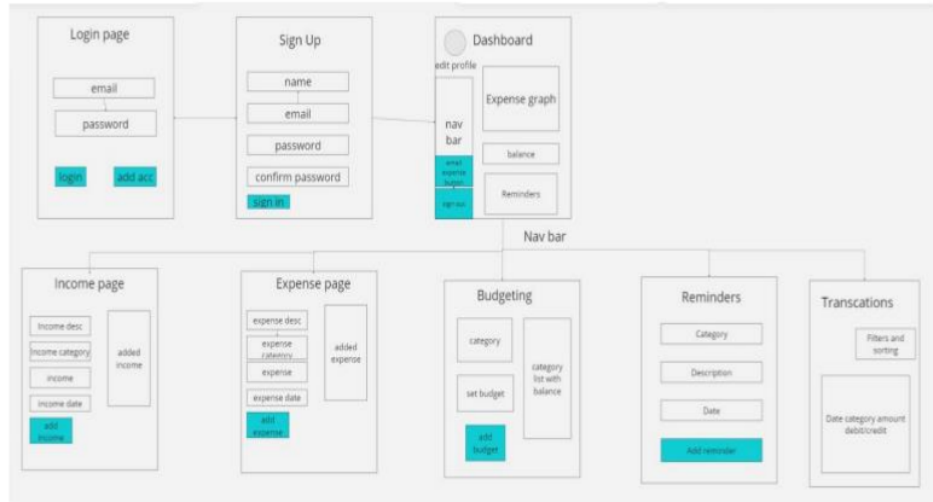 Login page
email
password
login
add acc
Sign Up
name
email
password
confirm password
sign in
Dashboard
edit profile
nav
bar
email
expense
sign out
Expense graph
balance
Reminders
Nav bar
Income page
Income desc
Income category
income
income date
add
income
added
income
Expense page
expense desc
expense
category
expense
expense date
add
expense
added
expense
Budgeting
category
set budget
add
budget
category
list with
balance
Reminders
Category
Description
Date
Add reminder
Transcations
Filters and
sorting
Date category amount
debit/credit